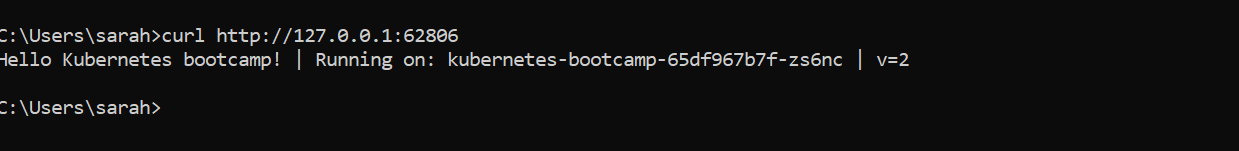 C:\Users\sarah>curl http://127.0.0.1:62806
Hello Kubernetes bootcamp! | Running on: kubernetes-bootcamp-65df967b7f-zs6nc | v=2
C:\Users\sarah>